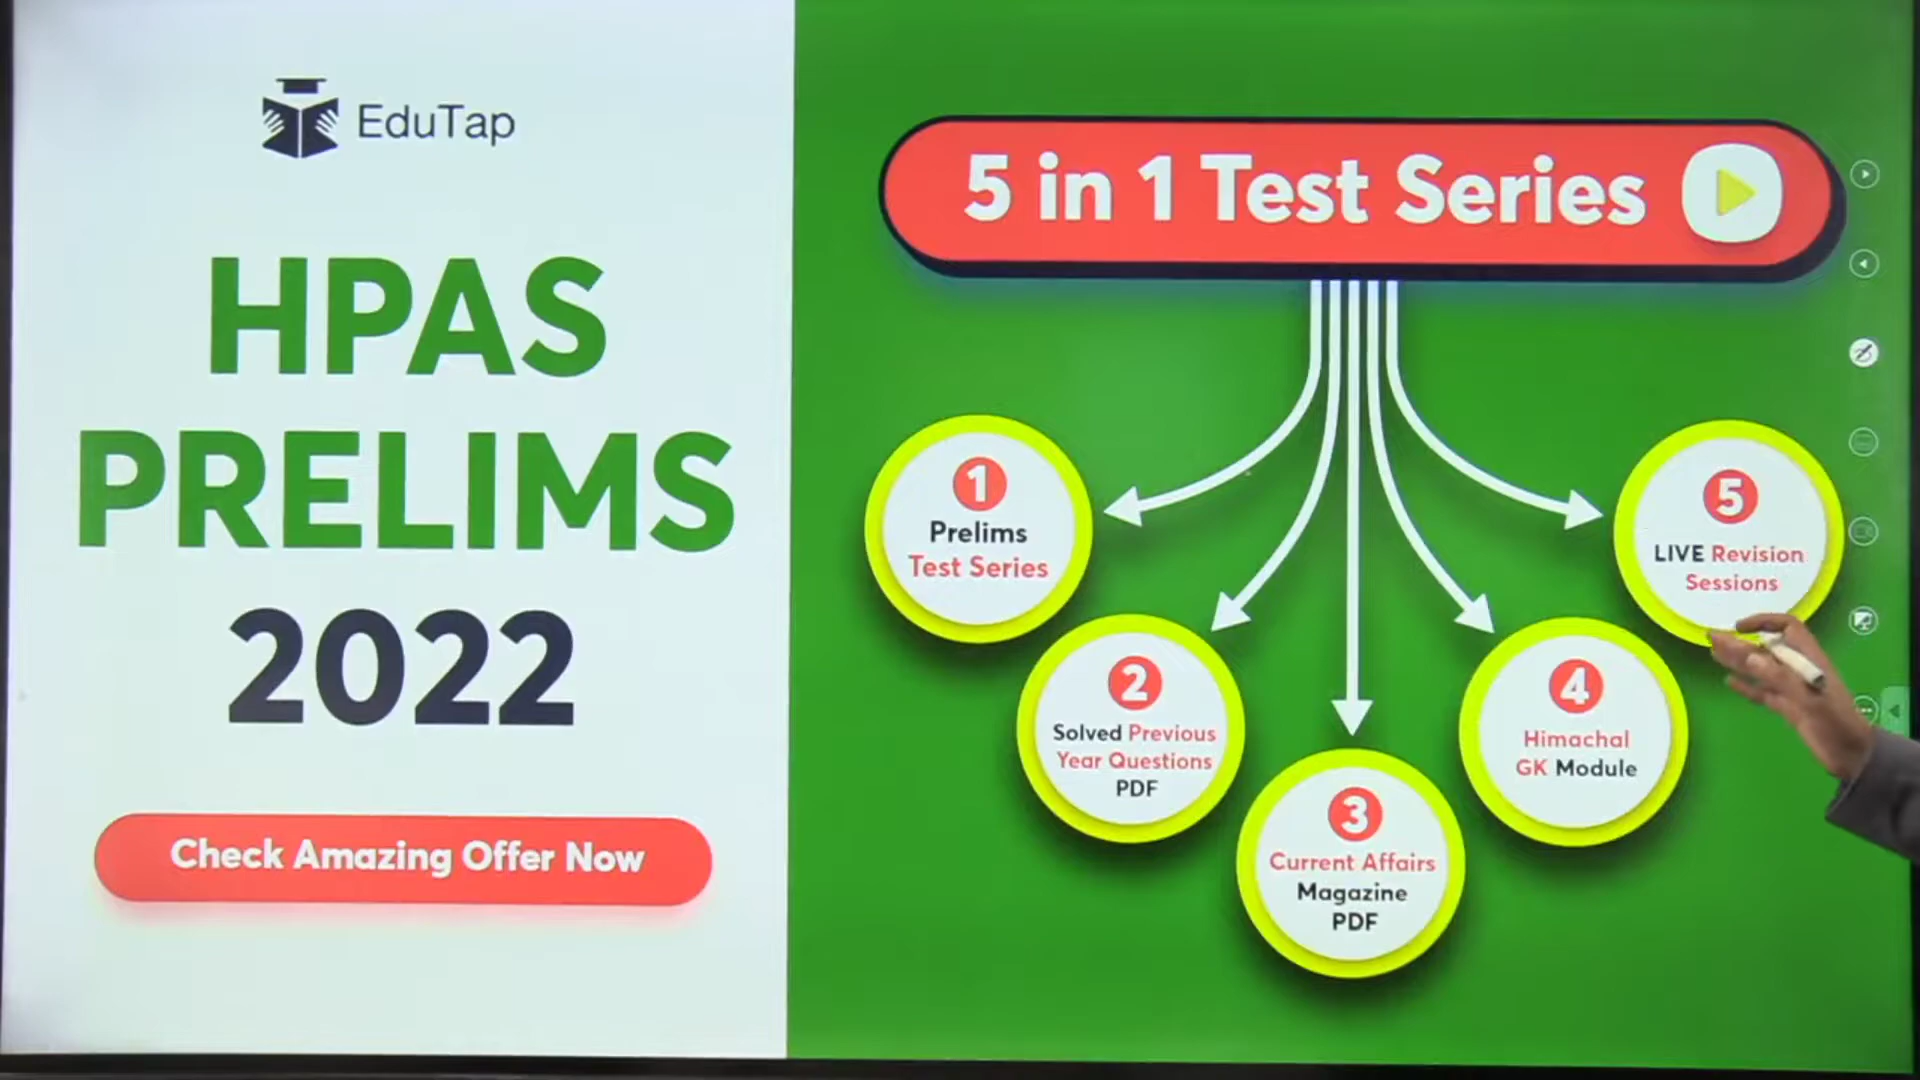 EduTap
HPAS
PRELIMS
2022
Check Amazing Offer Now
5 in 1 Test Series
1
Prelims
Test Series
2
Solved Previous
Year Questions
PDF
3
Current Affairs
Magazine
PDF
4
Himachal
GK Module
5
LIVE Revision
Sessions